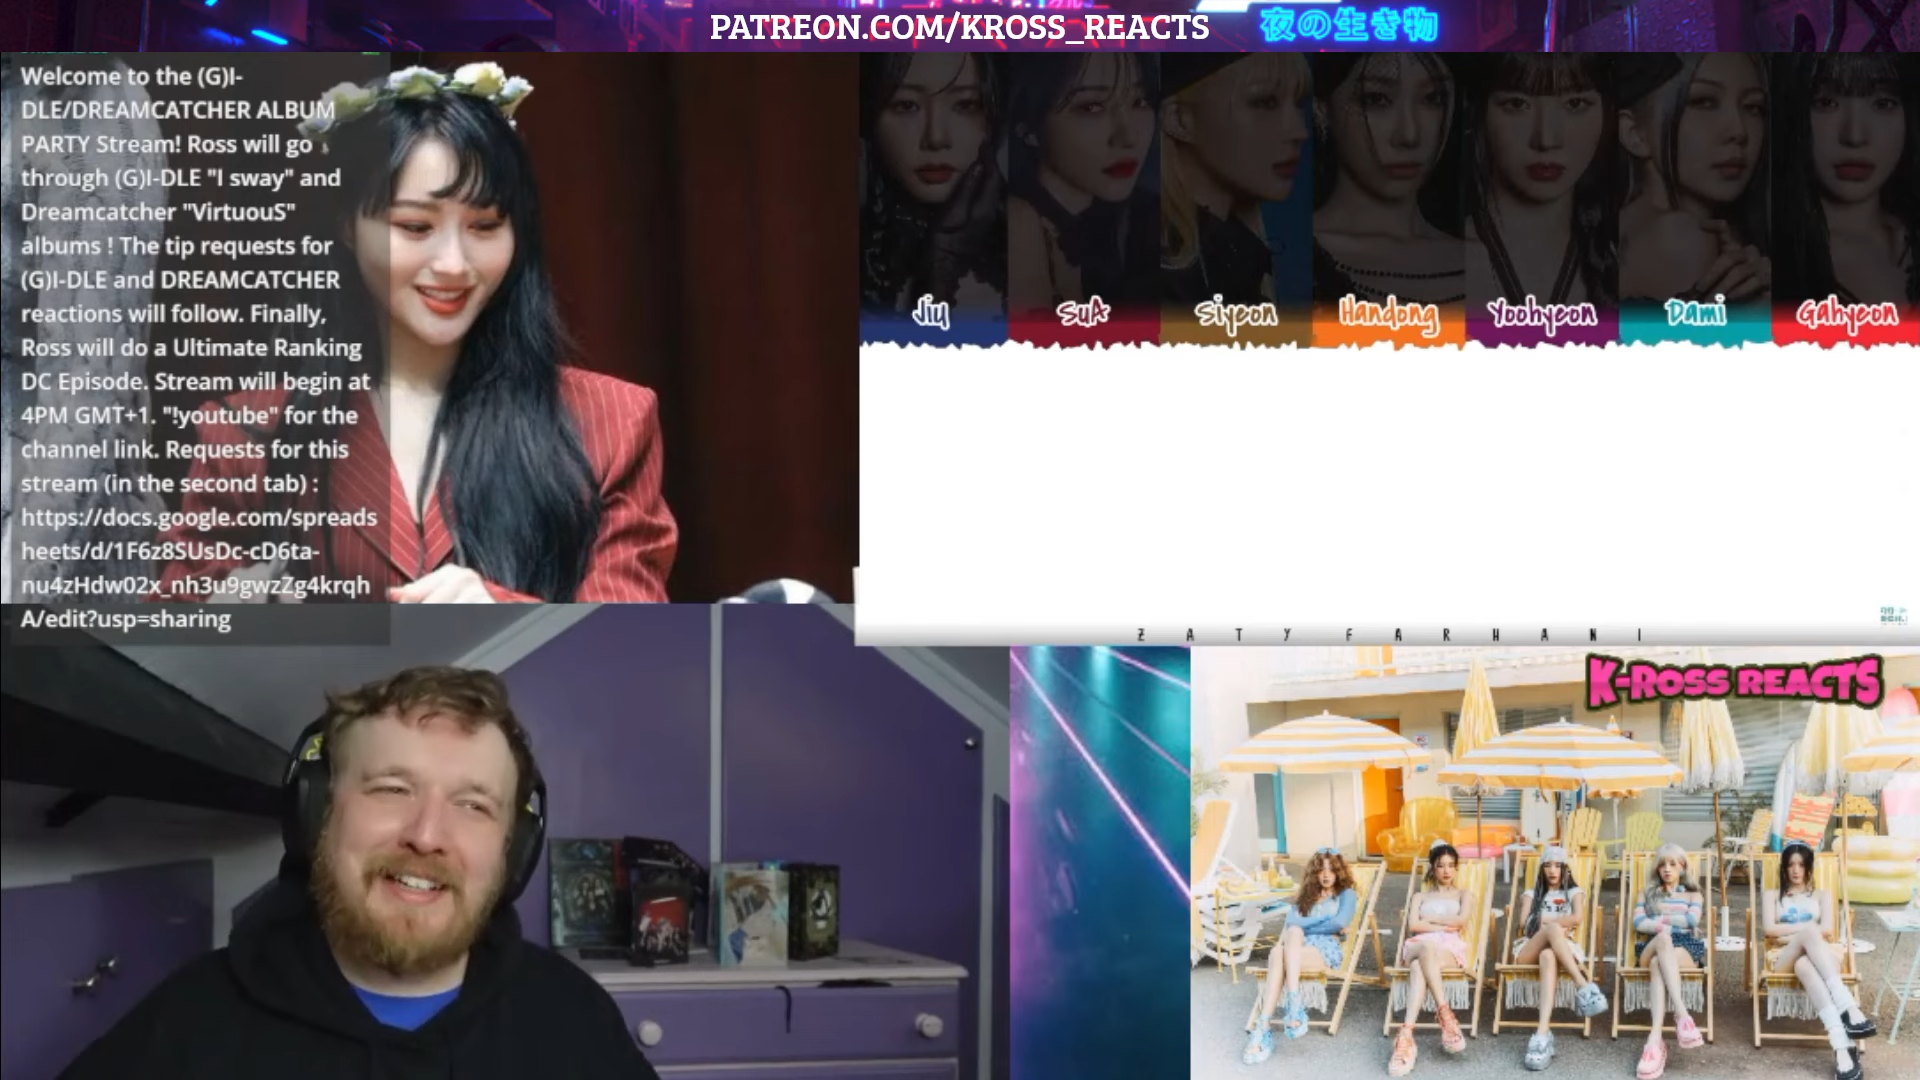 PATREON.COM/KROSS_REACTS
夜の生き物
Welcome to the (G)I-
DLE/DREAMCATCHER ALBUM
PARTY Stream! Ross will go
through (G)I-DLE "I sway" and
Dreamcatcher "VirtuouS"
albums ! The tip requests for
(G)I-DLE and DREAMCATCHER
reactions will follow. Finally,
Ross will do a Ultimate Ranking
DC Episode. Stream will begin at
4PM GMT+1. "!youtube" for the
channel link. Requests for this
stream (in the second tab) :
https://docs.google.com/spreads
heets/d/1F6z8SUsDc-cD6ta-
nu4zHdw02x_nh3u9gwzZg4krqh
A/edit?usp=sharing
Jiu
SuA
Siyeon
Handong
Yoohyeon
Dami
Gahyeon
ZATY FARHANI
K-ROSS REACTS